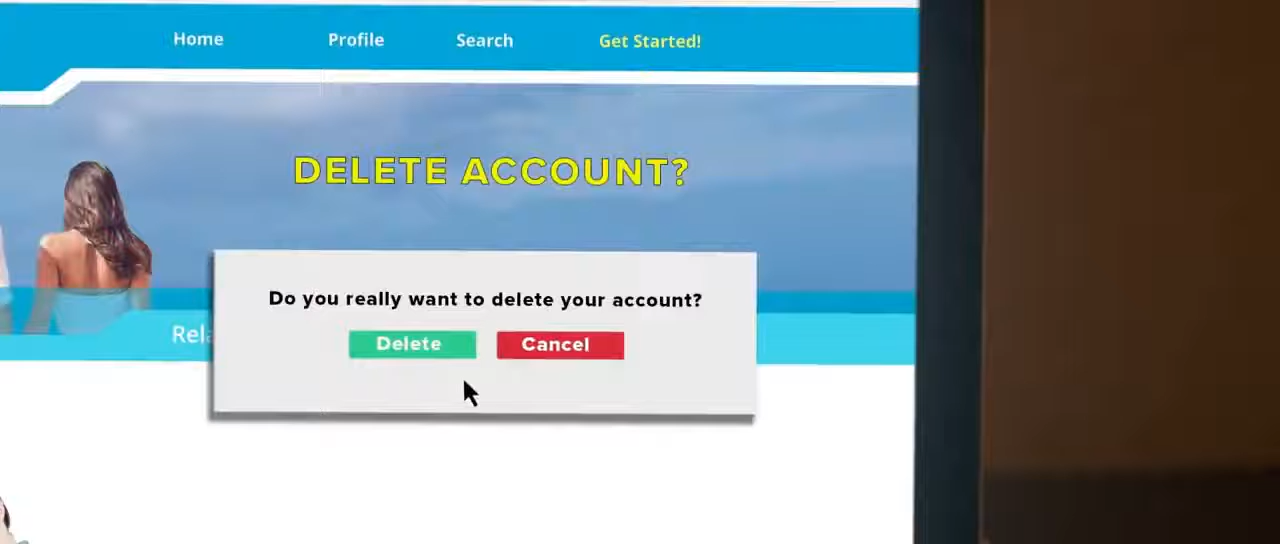 Home Profile Search Get Started!
DELETE ACCOUNT?
Do you really want to delete your account?
Delete Cancel